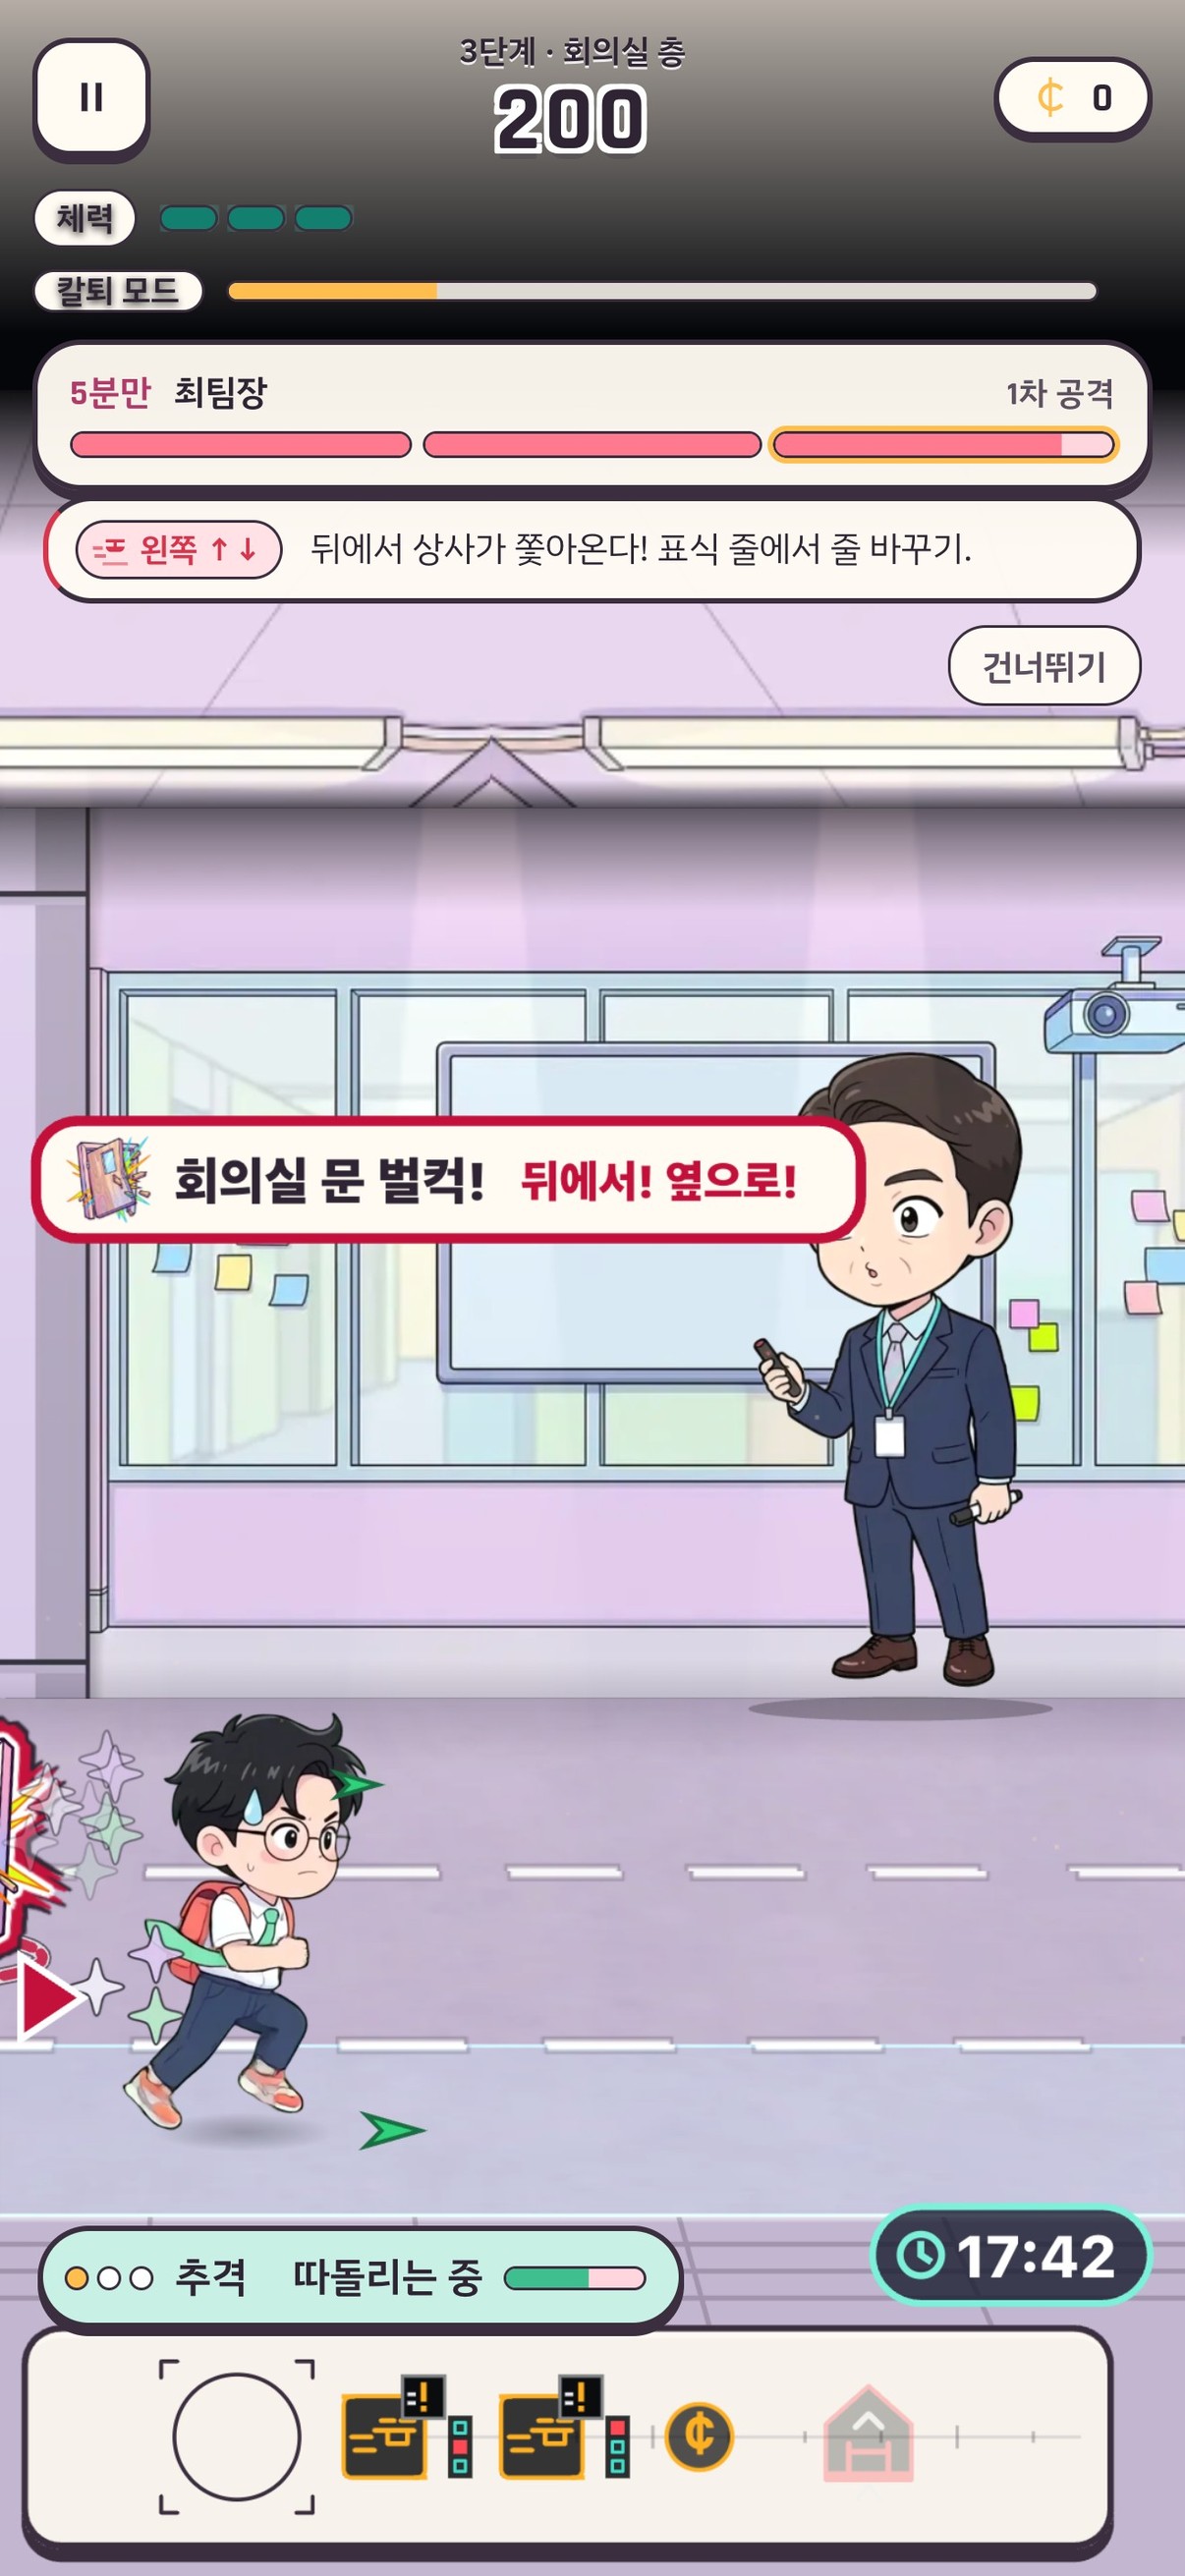 3단계 · 회의실 층
200
₵ 0
체력
칼퇴 모드
5분만 최팀장 1차 공격
왼쪽 ↑ ↓ 뒤에서 상사가 쫓아온다! 표식 줄에서 줄 바꾸기.
건너뛰기
회의실 문 벌컥! 뒤에서! 옆으로!
17:42
추격 따돌리는 중
! ! ₵